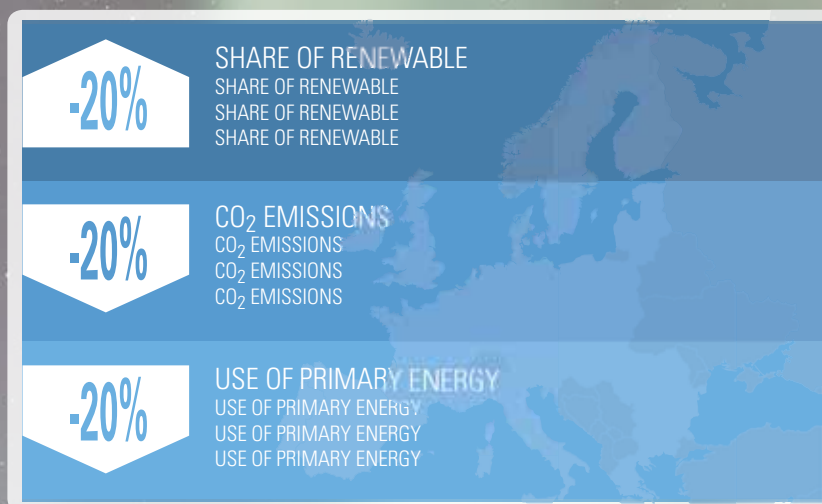 -20%
SHARE OF RENEWABLE
SHARE OF RENEWABLE
SHARE OF RENEWABLE
SHARE OF RENEWABLE
-20%
CO₂ EMISSIONS
CO₂ EMISSIONS
CO₂ EMISSIONS
CO₂ EMISSIONS
-20%
USE OF PRIMARY ENERGY
USE OF PRIMARY ENERGY
USE OF PRIMARY ENERGY
USE OF PRIMARY ENERGY